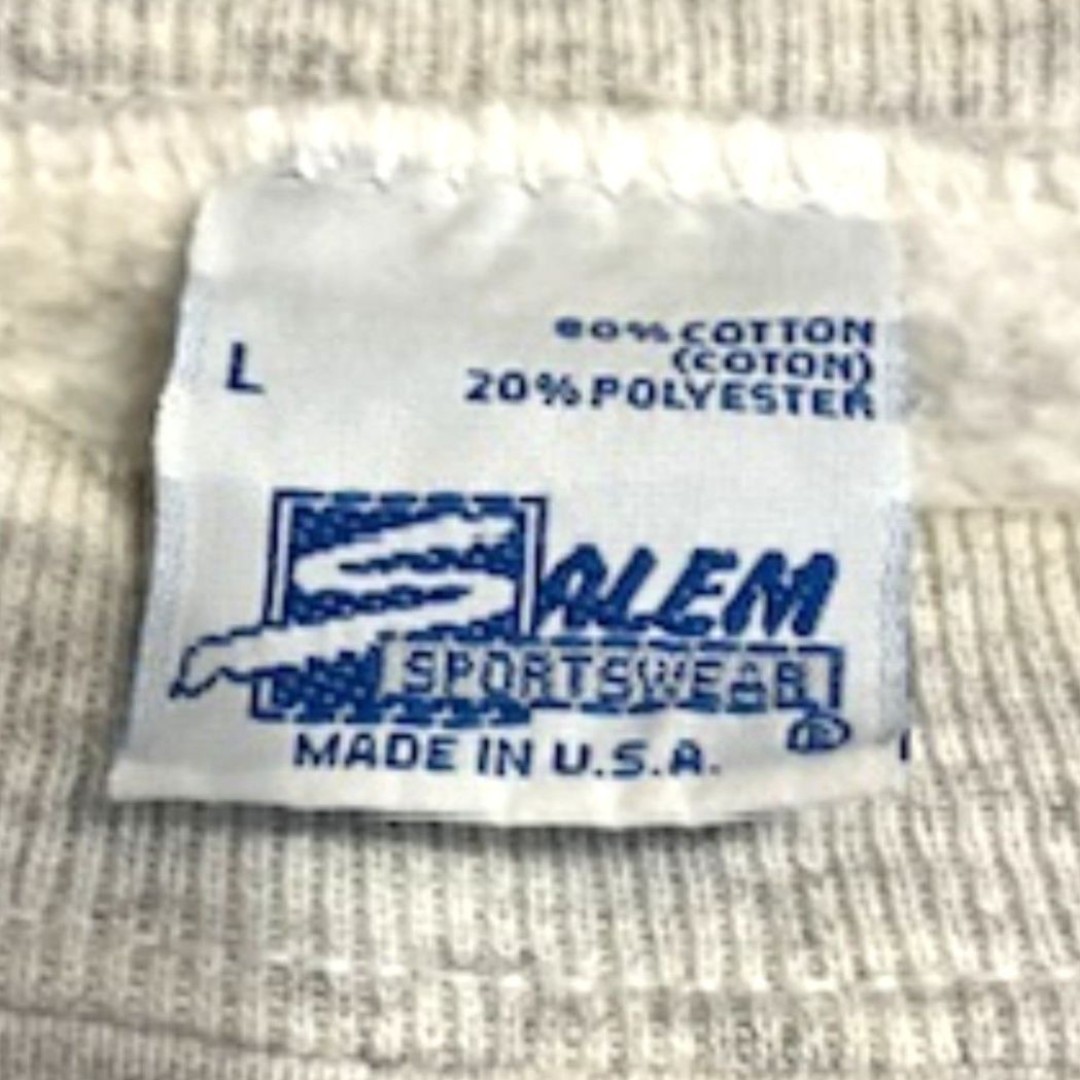 L
80% COTTON
(COTON)
20% POLYESTER
SALEM
SPORTSWEAR
®
MADE IN U.S.A.